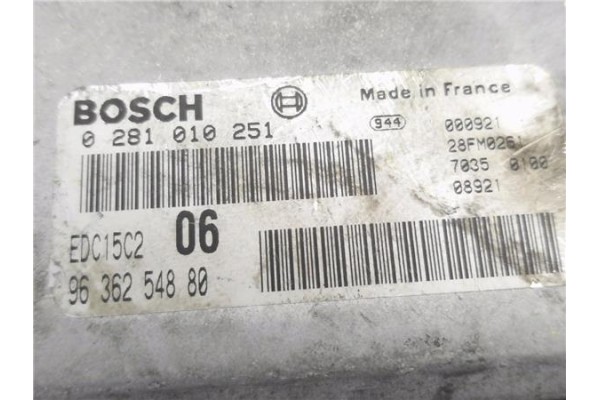 BOSCH
Made in France
0 281 010 251
944
000921
28FM0261
7035 0100
08921
EDC15C2
06
96 362 548 80